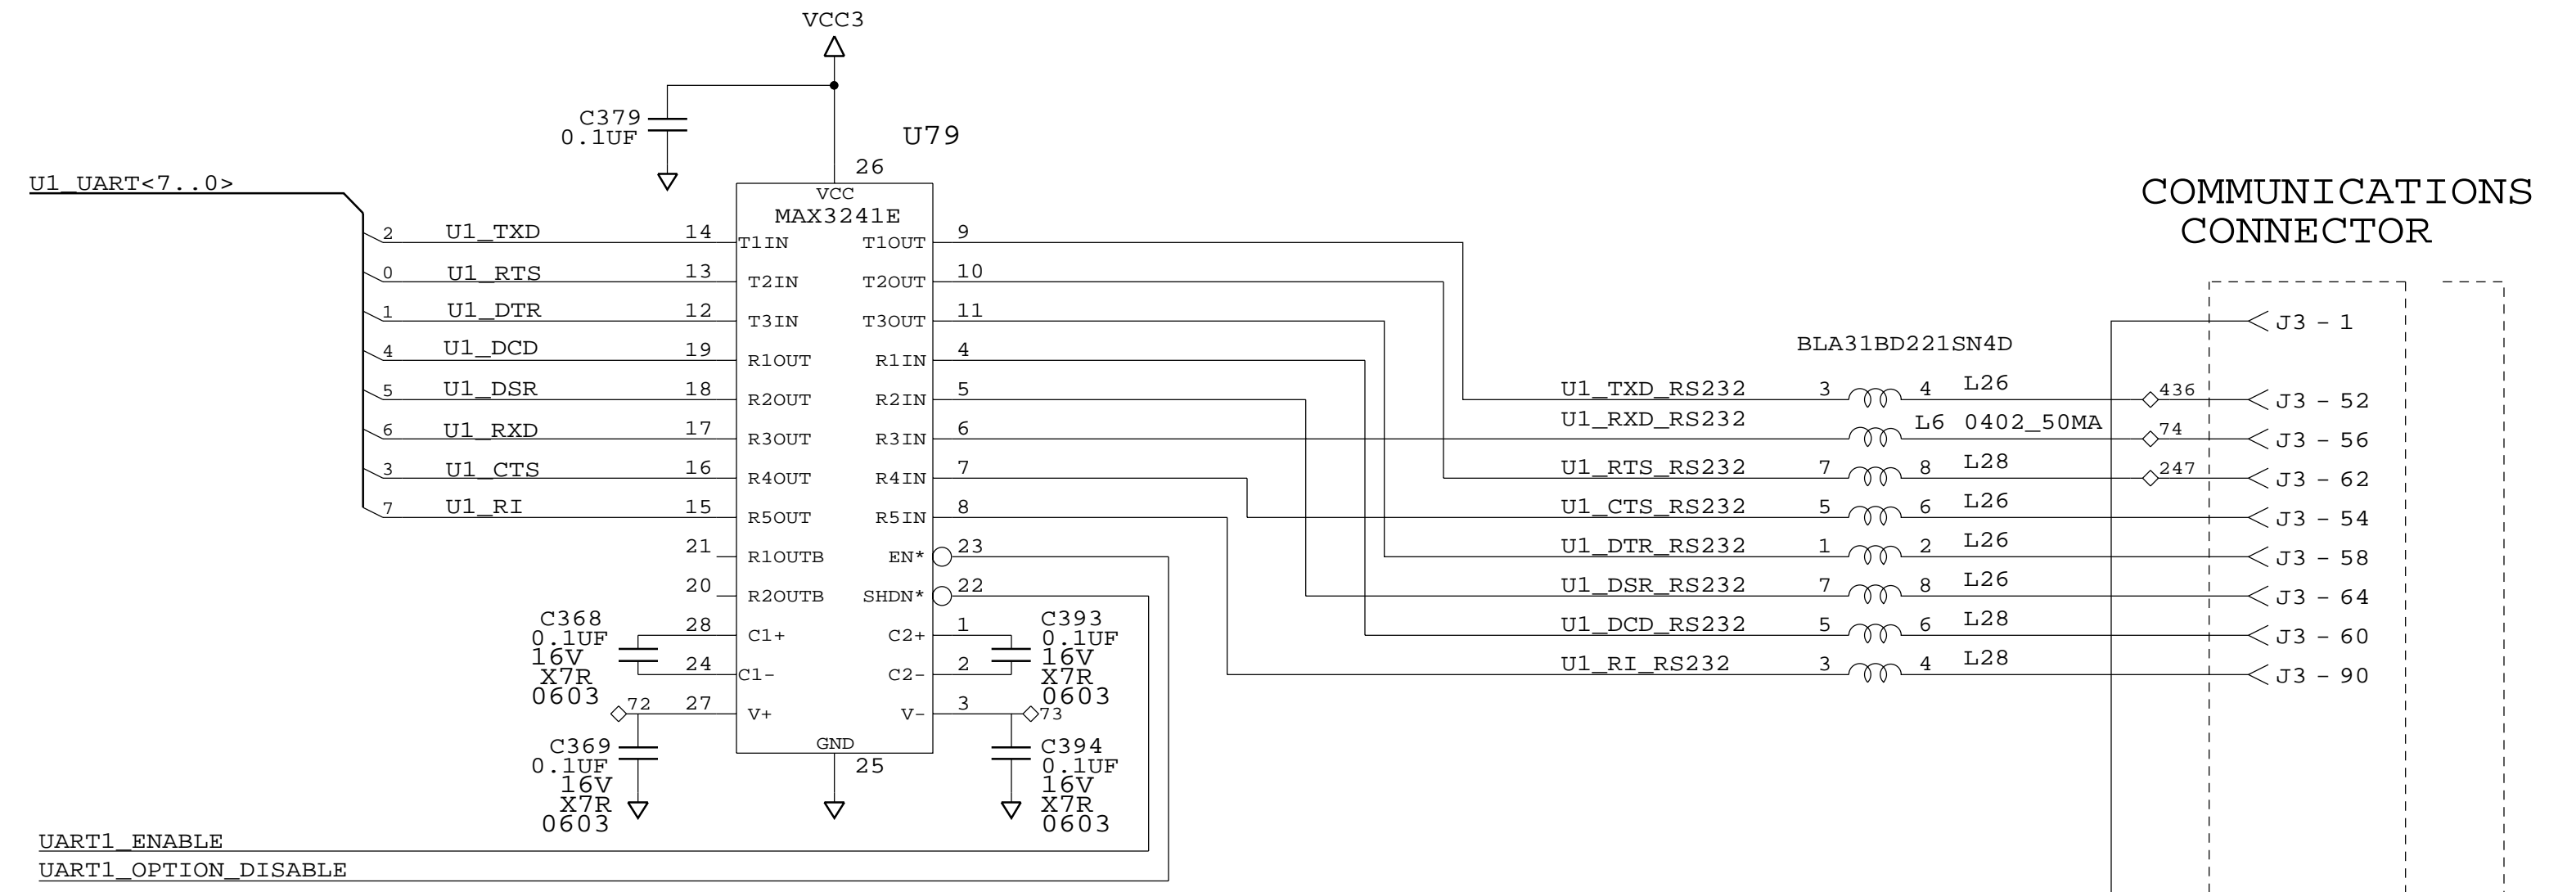 VCC3
C379
0.1UF
U79
26
U1_UART<7..0>
VCC
MAX3241E
COMMUNICATIONS
CONNECTOR
2 U1_TXD 14 T1IN T1OUT 9
0 U1_RTS 13 T2IN T2OUT 10
1 U1_DTR 12 T3IN T3OUT 11
J3 - 1
4 U1_DCD 19 R1OUT R1IN 4
BLA31BD221SN4D
5 U1_DSR 18 R2OUT R2IN 5
U1_TXD_RS232 3 4 L26 436 J3 - 52
6 U1_RXD 17 R3OUT R3IN 6
U1_RXD_RS232 L6 0402_50MA 74 J3 - 56
3 U1_CTS 16 R4OUT R4IN 7
U1_RTS_RS232 7 8 L28 247 J3 - 62
7 U1_RI 15 R5OUT R5IN 8
U1_CTS_RS232 5 6 L26 J3 - 54
21 R1OUTB EN* 23
U1_DTR_RS232 1 2 L26 J3 - 58
20 R2OUTB SHDN* 22
U1_DSR_RS232 7 8 L26 J3 - 64
28 C1+ C2+ 1
U1_DCD_RS232 5 6 L28 J3 - 60
24 C1- C2- 2
U1_RI_RS232 3 4 L28 J3 - 90
C368
0.1UF
16V
X7R
0603
C393
0.1UF
16V
X7R
0603
72 27 V+ V- 3 73
GND
25
C369
0.1UF
16V
X7R
0603
C394
0.1UF
16V
X7R
0603
UART1_ENABLE
UART1_OPTION_DISABLE